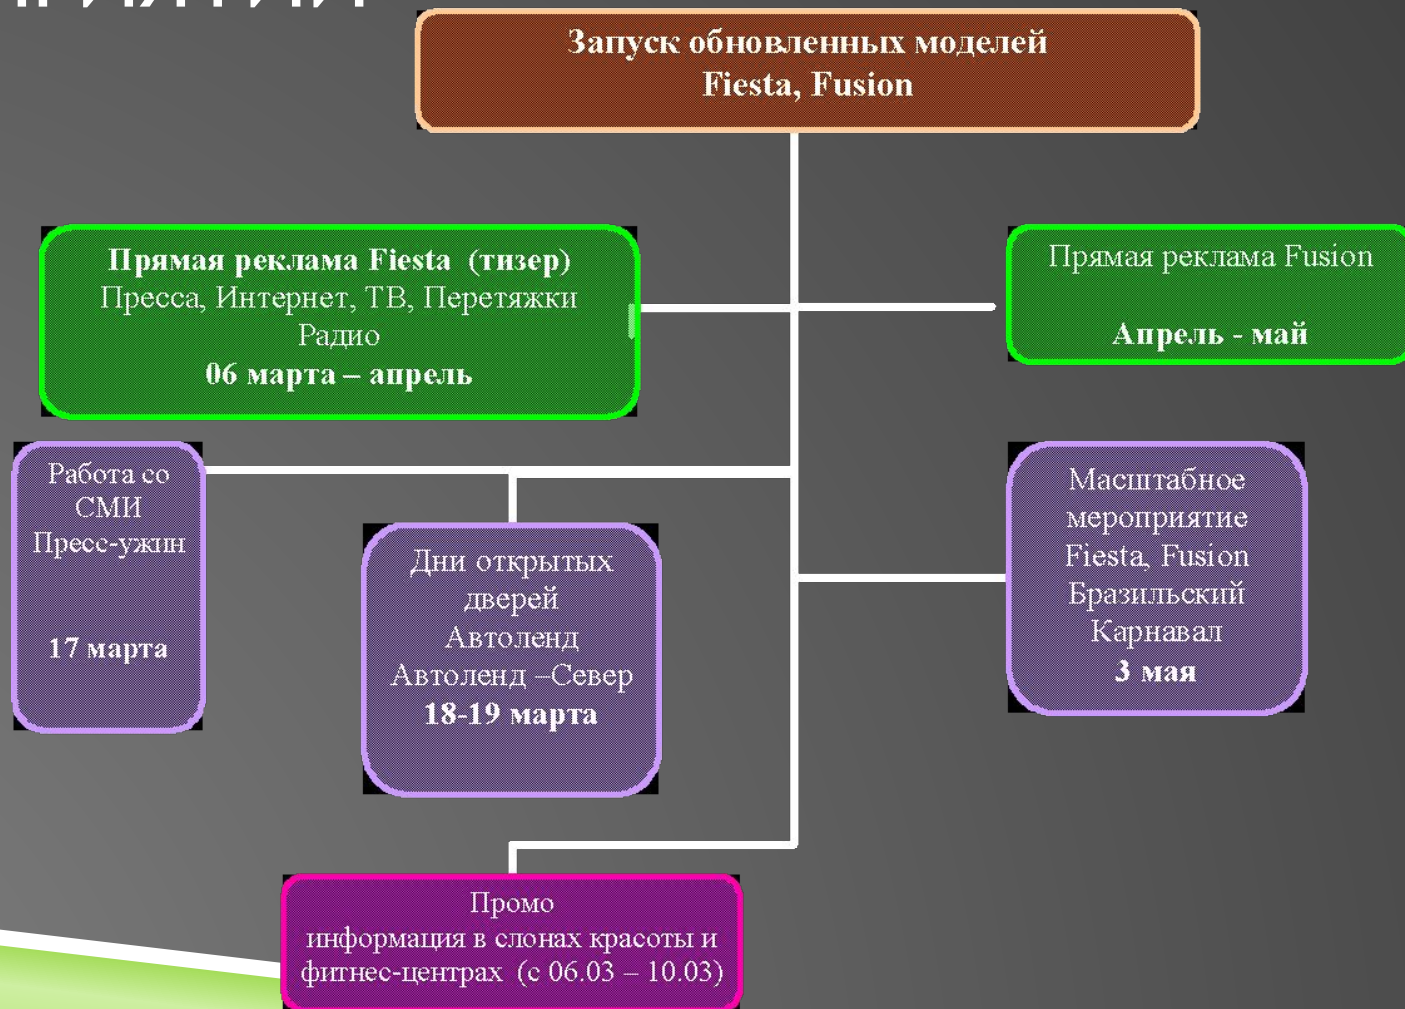 Запуск обновленных моделей
Fiesta, Fusion
Прямая реклама Fiesta (тизер)
Пресса, Интернет, ТВ, Перетяжки
Радио
06 марта – апрель
Прямая реклама Fusion
Апрель - май
Работа со
СМИ
Пресс-ужин
17 марта
Дни открытых
дверей
Автоленд
Автоленд –Север
18-19 марта
Масштабное
мероприятие
Fiesta, Fusion
Бразильский
Карнавал
3 мая
Промо
информация в слонах красоты и
фитнес-центрах (с 06.03 – 10.03)